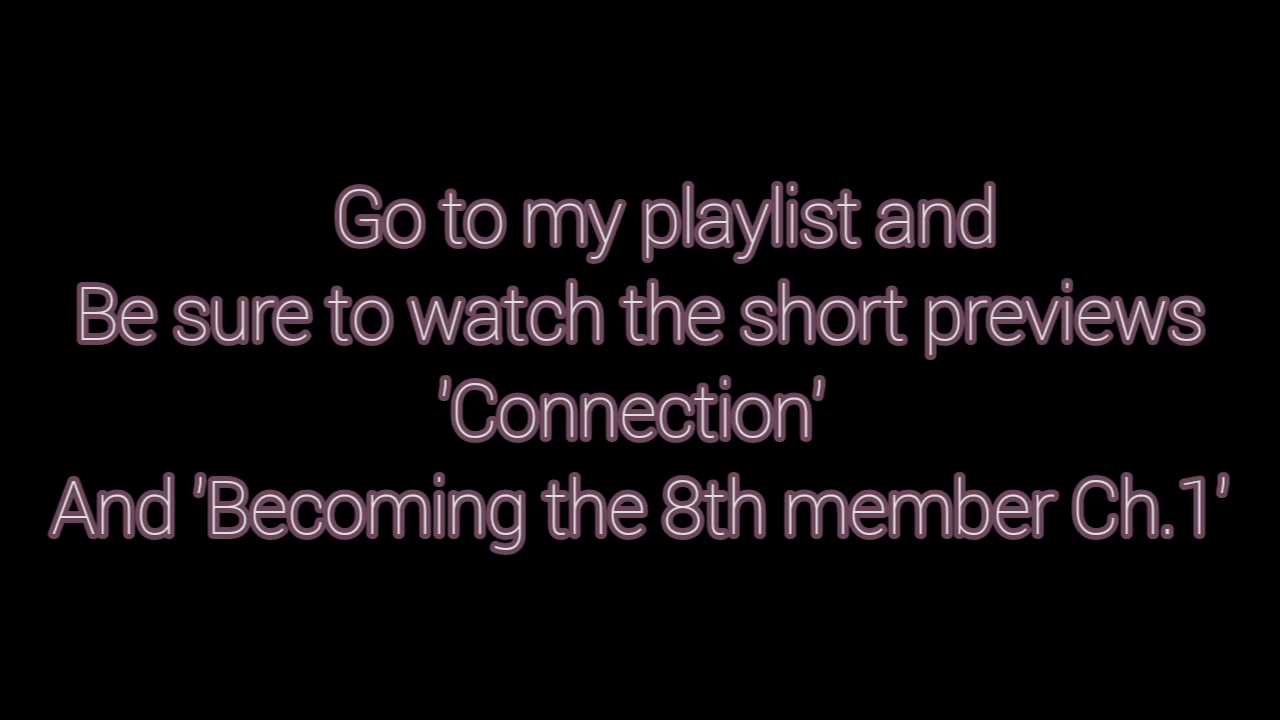 Go to my playlist and
Be sure to watch the short previews
'Connection'
And 'Becoming the 8th member Ch.1'